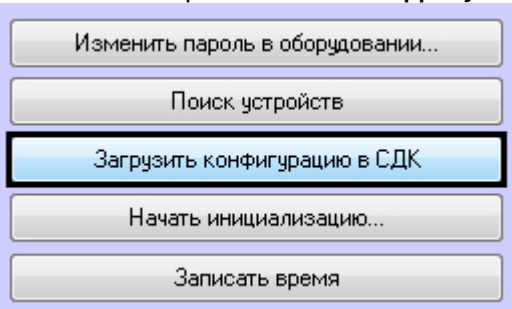 Изменить пароль в оборудовании...
Поиск устройств
Загрузить конфигурацию в СДК
Начать инициализацию...
Записать время